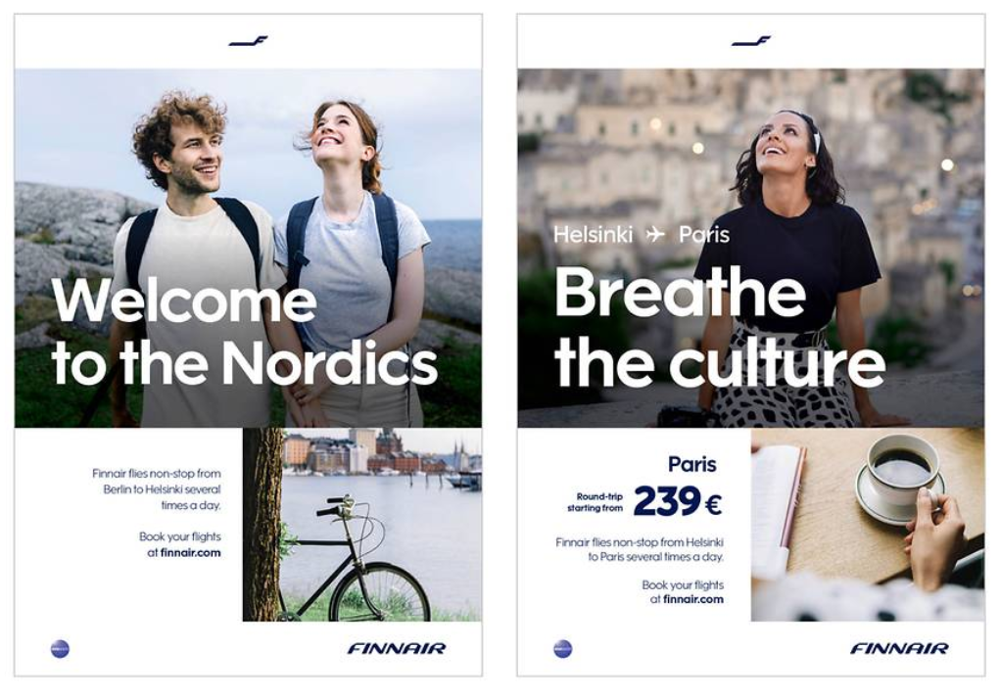 Welcome
to the Nordics
Finnair flies non-stop from
Berlin to Helsinki several
times a day.
Book your flights
at finnair.com
FINNAIR
Helsinki ✈ Paris
Breathe
the culture
Paris
Round-trip
starting from 239 €
Finnair flies non-stop from Helsinki
to Paris several times a day.
Book your flights
at finnair.com
FINNAIR